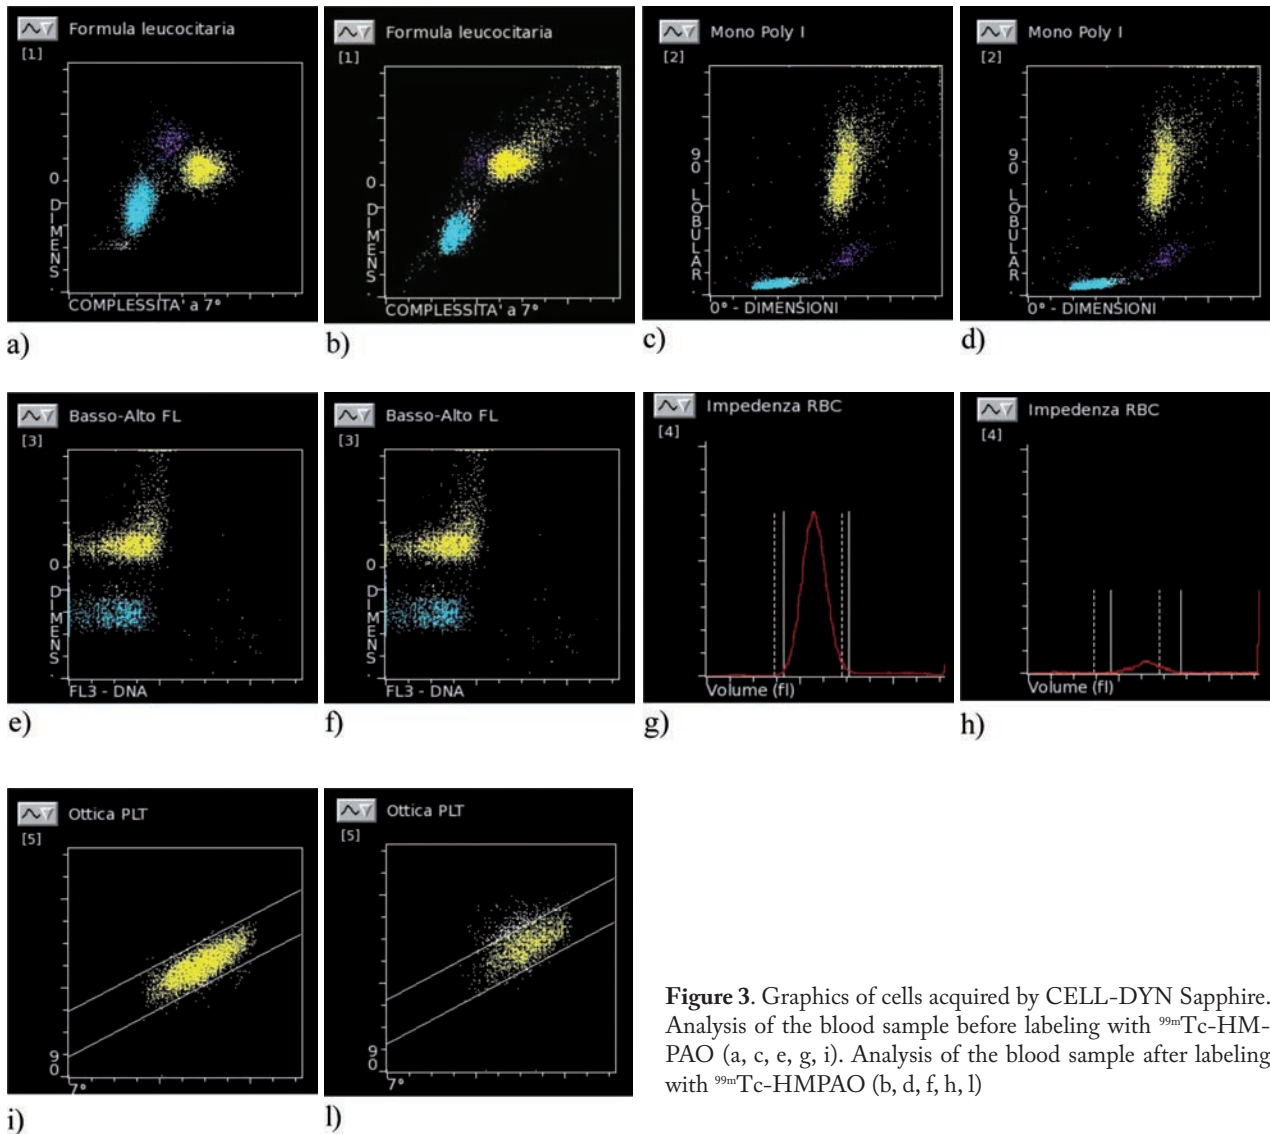 Formula leucocitaria
[1]
0 DIMENS.
COMPLESSITA' a 7°
a)
Formula leucocitaria
[1]
0 DIMENS.
COMPLESSITA' a 7°
b)
Mono Poly I
[2]
90 LOBULAR
0° - DIMENSIONI
c)
Mono Poly I
[2]
90 LOBULAR
0° - DIMENSIONI
d)
Basso-Alto FL
[3]
0 DIMENS.
FL3 - DNA
e)
Basso-Alto FL
[3]
0 DIMENS.
FL3 - DNA
f)
Impedenza RBC
[4]
Volume (fl)
g)
Impedenza RBC
[4]
Volume (fl)
h)
Ottica PLT
[5]
90
7°
i)
Ottica PLT
[5]
90
7°
l)
Figure 3. Graphics of cells acquired by CELL-DYN Sapphire.
Analysis of the blood sample before labeling with 99mTc-HM-
PAO (a, c, e, g, i). Analysis of the blood sample after labeling
with 99mTc-HMPAO (b, d, f, h, l)